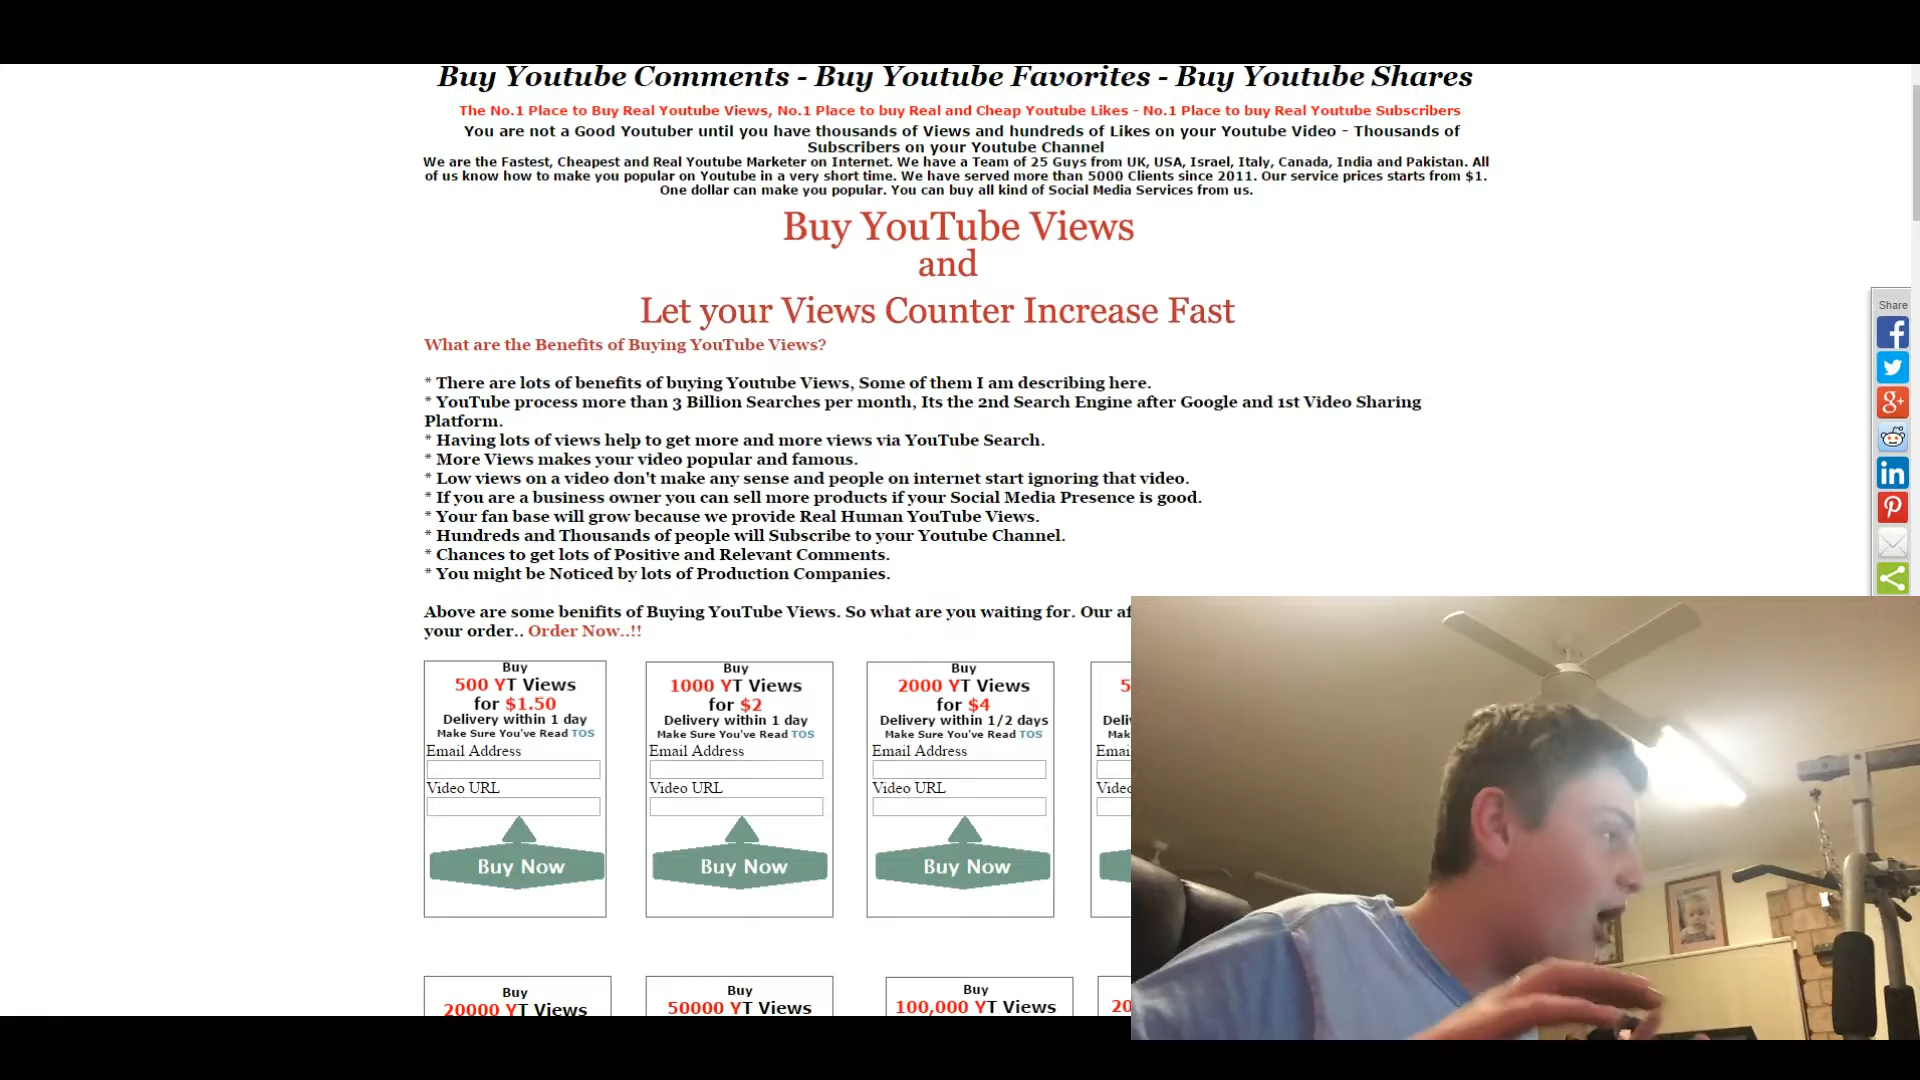 Buy Youtube Comments - Buy Youtube Favorites - Buy Youtube Shares
The No.1 Place to Buy Real Youtube Views, No.1 Place to buy Real and Cheap Youtube Likes - No.1 Place to buy Real Youtube Subscribers
You are not a Good Youtuber until you have thousands of Views and hundreds of Likes on your Youtube Video - Thousands of
Subscribers on your Youtube Channel
We are the Fastest, Cheapest and Real Youtube Marketer on Internet. We have a Team of 25 Guys from UK, USA, Israel, Italy, Canada, India and Pakistan. All
of us know how to make you popular on Youtube in a very short time. We have served more than 5000 Clients since 2011. Our service prices starts from $1.
One dollar can make you popular. You can buy all kind of Social Media Services from us.
Buy YouTube Views
and
Let your Views Counter Increase Fast
Share
What are the Benefits of Buying YouTube Views?
* There are lots of benefits of buying Youtube Views, Some of them I am describing here.
* YouTube process more than 3 Billion Searches per month, Its the 2nd Search Engine after Google and 1st Video Sharing
Platform.
* Having lots of views help to get more and more views via YouTube Search.
* More Views makes your video popular and famous.
* Low views on a video don't make any sense and people on internet start ignoring that video.
* If you are a business owner you can sell more products if your Social Media Presence is good.
* Your fan base will grow because we provide Real Human YouTube Views.
* Hundreds and Thousands of people will Subscribe to your Youtube Channel.
* Chances to get lots of Positive and Relevant Comments.
* You might be Noticed by lots of Production Companies.
Above are some benifits of Buying YouTube Views. So what are you waiting for. Our
your order.. Order Now..!!
Buy
500 YT Views
for $1.50
Delivery within 1 day
Make Sure You've Read TOS
Email Address
Video URL
Buy Now
Buy
1000 YT Views
for $2
Delivery within 1 day
Make Sure You've Read TOS
Email Address
Video URL
Buy Now
Buy
2000 YT Views
for $4
Delivery within 1/2 days
Make Sure You've Read TOS
Email Address
Video URL
Buy Now
Buy
20000 YT Views
Buy
50000 YT Views
Buy
100,000 YT Views